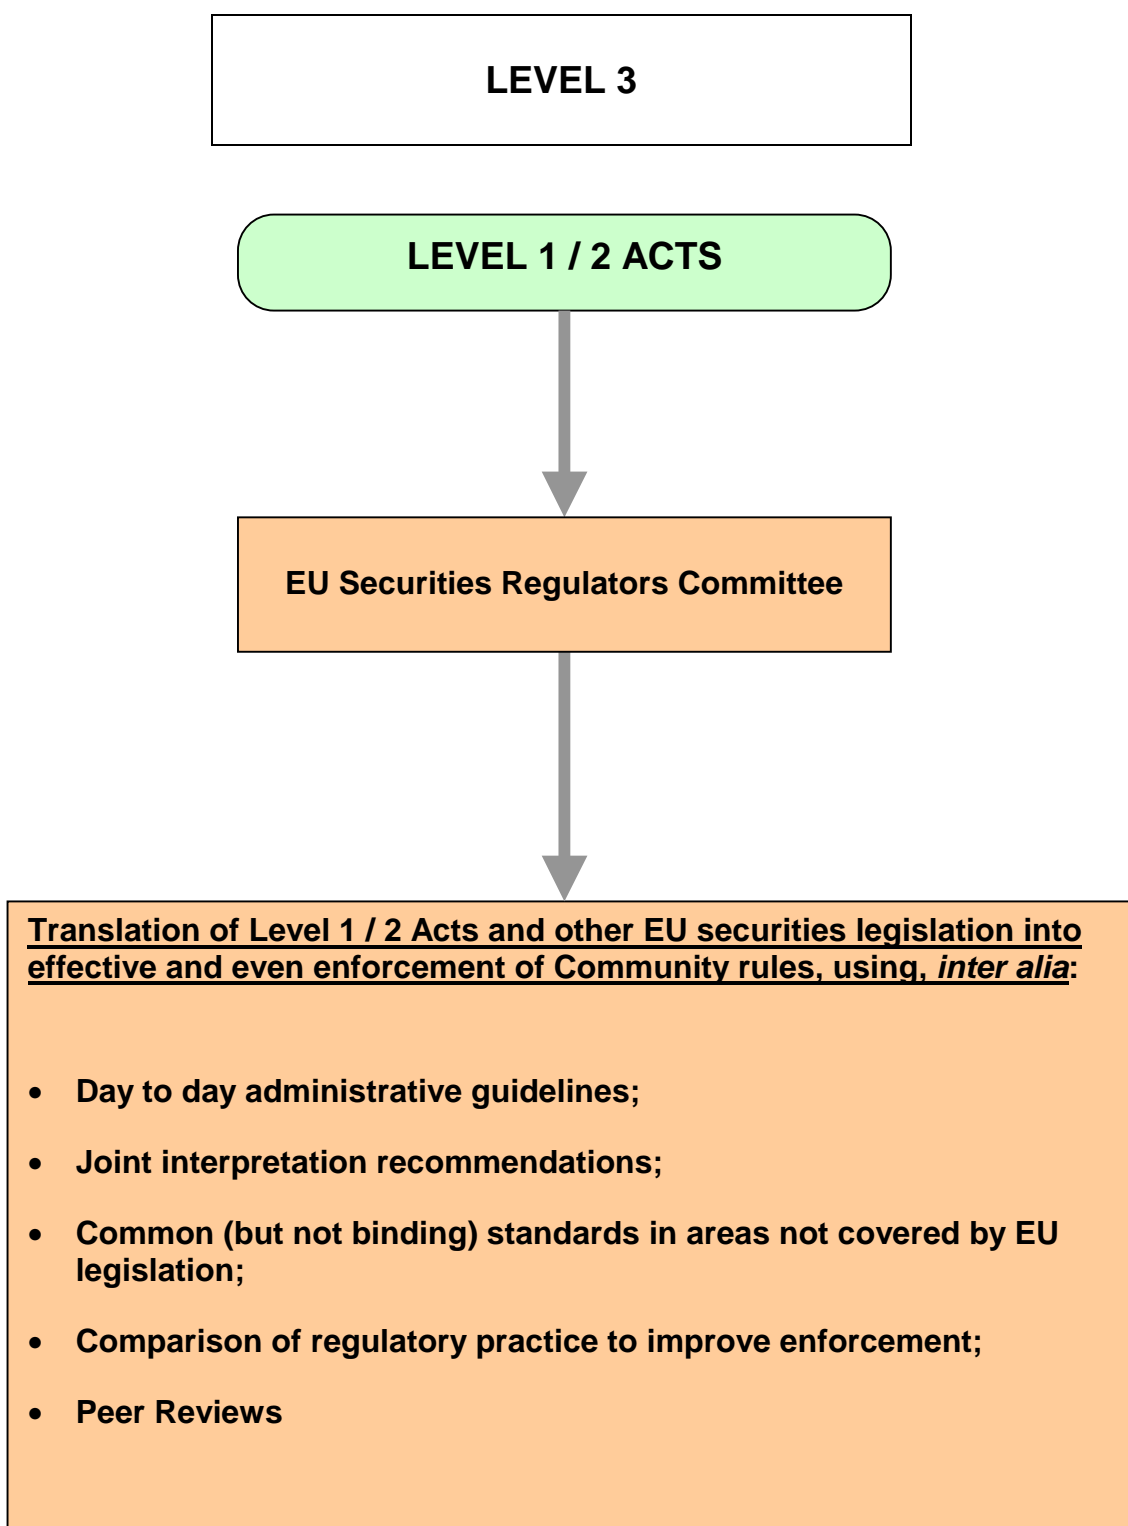 LEVEL 3
LEVEL 1 / 2 ACTS
EU Securities Regulators Committee
Translation of Level 1 / 2 Acts and other EU securities legislation into
effective and even enforcement of Community rules, using, inter alia:
• Day to day administrative guidelines;
• Joint interpretation recommendations;
• Common (but not binding) standards in areas not covered by EU
legislation;
• Comparison of regulatory practice to improve enforcement;
• Peer Reviews